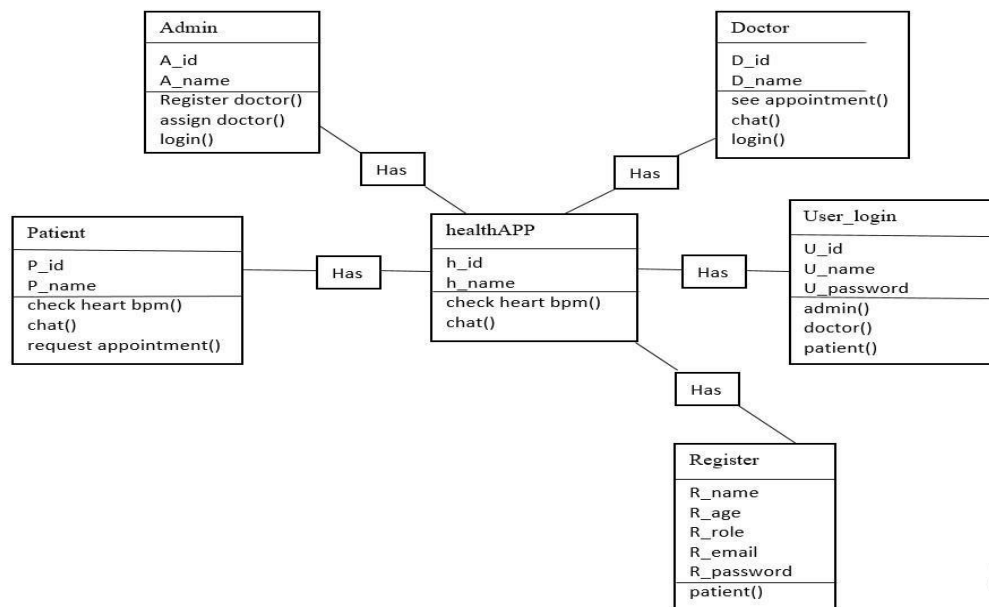 Admin
A_id
A_name
Register doctor()
assign doctor()
login()
Doctor
D_id
D_name
see appointment()
chat()
login()
Has
Has
Patient
P_id
P_name
check heart bpm()
chat()
request appointment()
Has
healthAPP
h_id
h_name
check heart bpm()
chat()
Has
User_login
U_id
U_name
U_password
admin()
doctor()
patient()
Has
Register
R_name
R_age
R_role
R_email
R_password
patient()